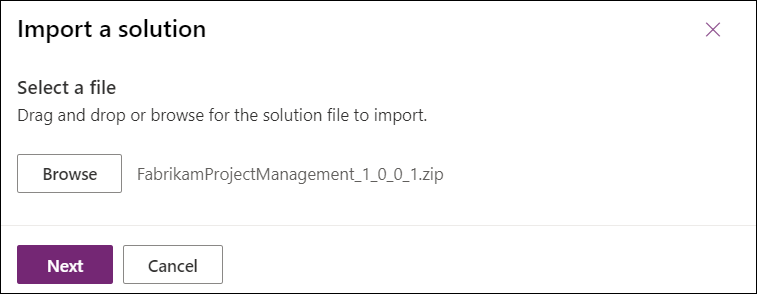 Import a solution
Select a file
Drag and drop or browse for the solution file to import.
Browse FabrikamProjectManagement_1_0_0_1.zip
Next Cancel